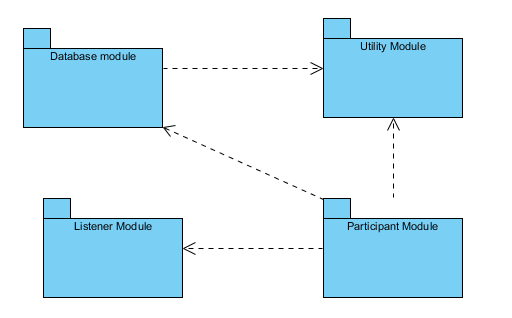 Database module
Utility Module
Listener Module
Participant Module